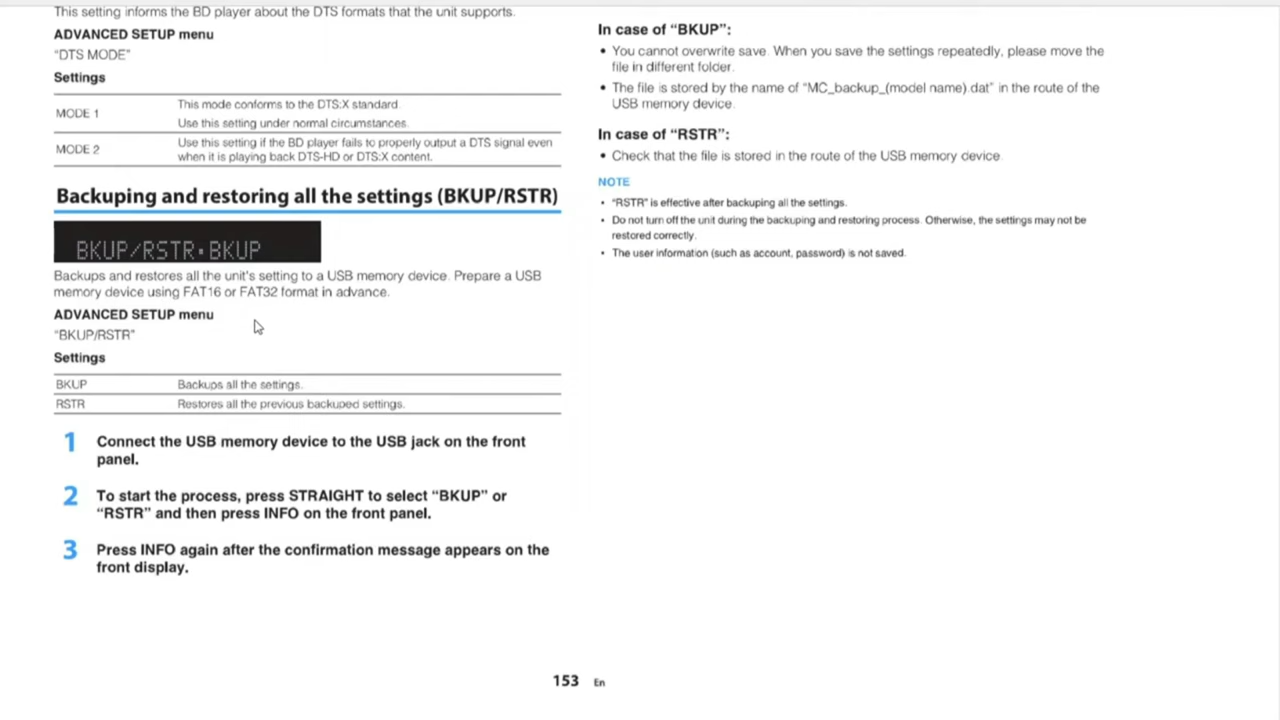 This setting informs the BD player about the DTS formats that the unit supports.
ADVANCED SETUP menu
"DTS MODE"
Settings
MODE 1
This mode conforms to the DTS:X standard.
Use this setting under normal circumstances.
MODE 2
Use this setting if the BD player fails to properly output a DTS signal even
when it is playing back DTS-HD or DTS:X content.
Backuping and restoring all the settings (BKUP/RSTR)
BKUP/RSTR•BKUP
Backups and restores all the unit's setting to a USB memory device. Prepare a USB
memory device using FAT16 or FAT32 format in advance.
ADVANCED SETUP menu
"BKUP/RSTR"
Settings
BKUP Backups all the settings.
RSTR Restores all the previous backuped settings.
1 Connect the USB memory device to the USB jack on the front
panel.
2 To start the process, press STRAIGHT to select "BKUP" or
"RSTR" and then press INFO on the front panel.
3 Press INFO again after the confirmation message appears on the
front display.
In case of "BKUP":
• You cannot overwrite save. When you save the settings repeatedly, please move the
file in different folder.
• The file is stored by the name of "MC_backup_(model name).dat" in the route of the
USB memory device.
In case of "RSTR":
• Check that the file is stored in the route of the USB memory device.
NOTE
• "RSTR" is effective after backuping all the settings.
• Do not turn off the unit during the backuping and restoring process. Otherwise, the settings may not be
restored correctly.
• The user information (such as account, password) is not saved.
153 En